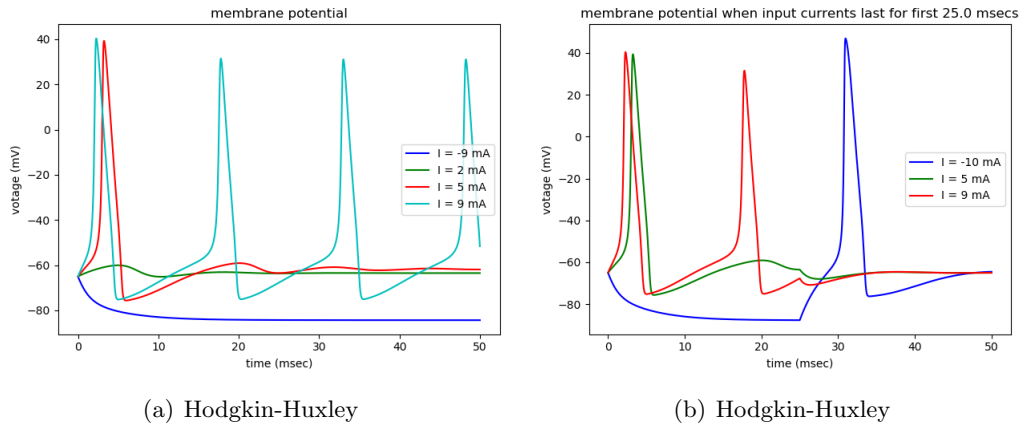 membrane potential
40
20
0
−20
−40
−60
−80
votage (mV)
I = -9 mA
I = 2 mA
I = 5 mA
I = 9 mA
0
10
20
30
40
50
time (msec)
(a) Hodgkin-Huxley
membrane potential when input currents last for first 25.0 msecs
40
20
0
−20
−40
−60
−80
votage (mV)
I = -10 mA
I = 5 mA
I = 9 mA
0
10
20
30
40
50
time (msec)
(b) Hodgkin-Huxley